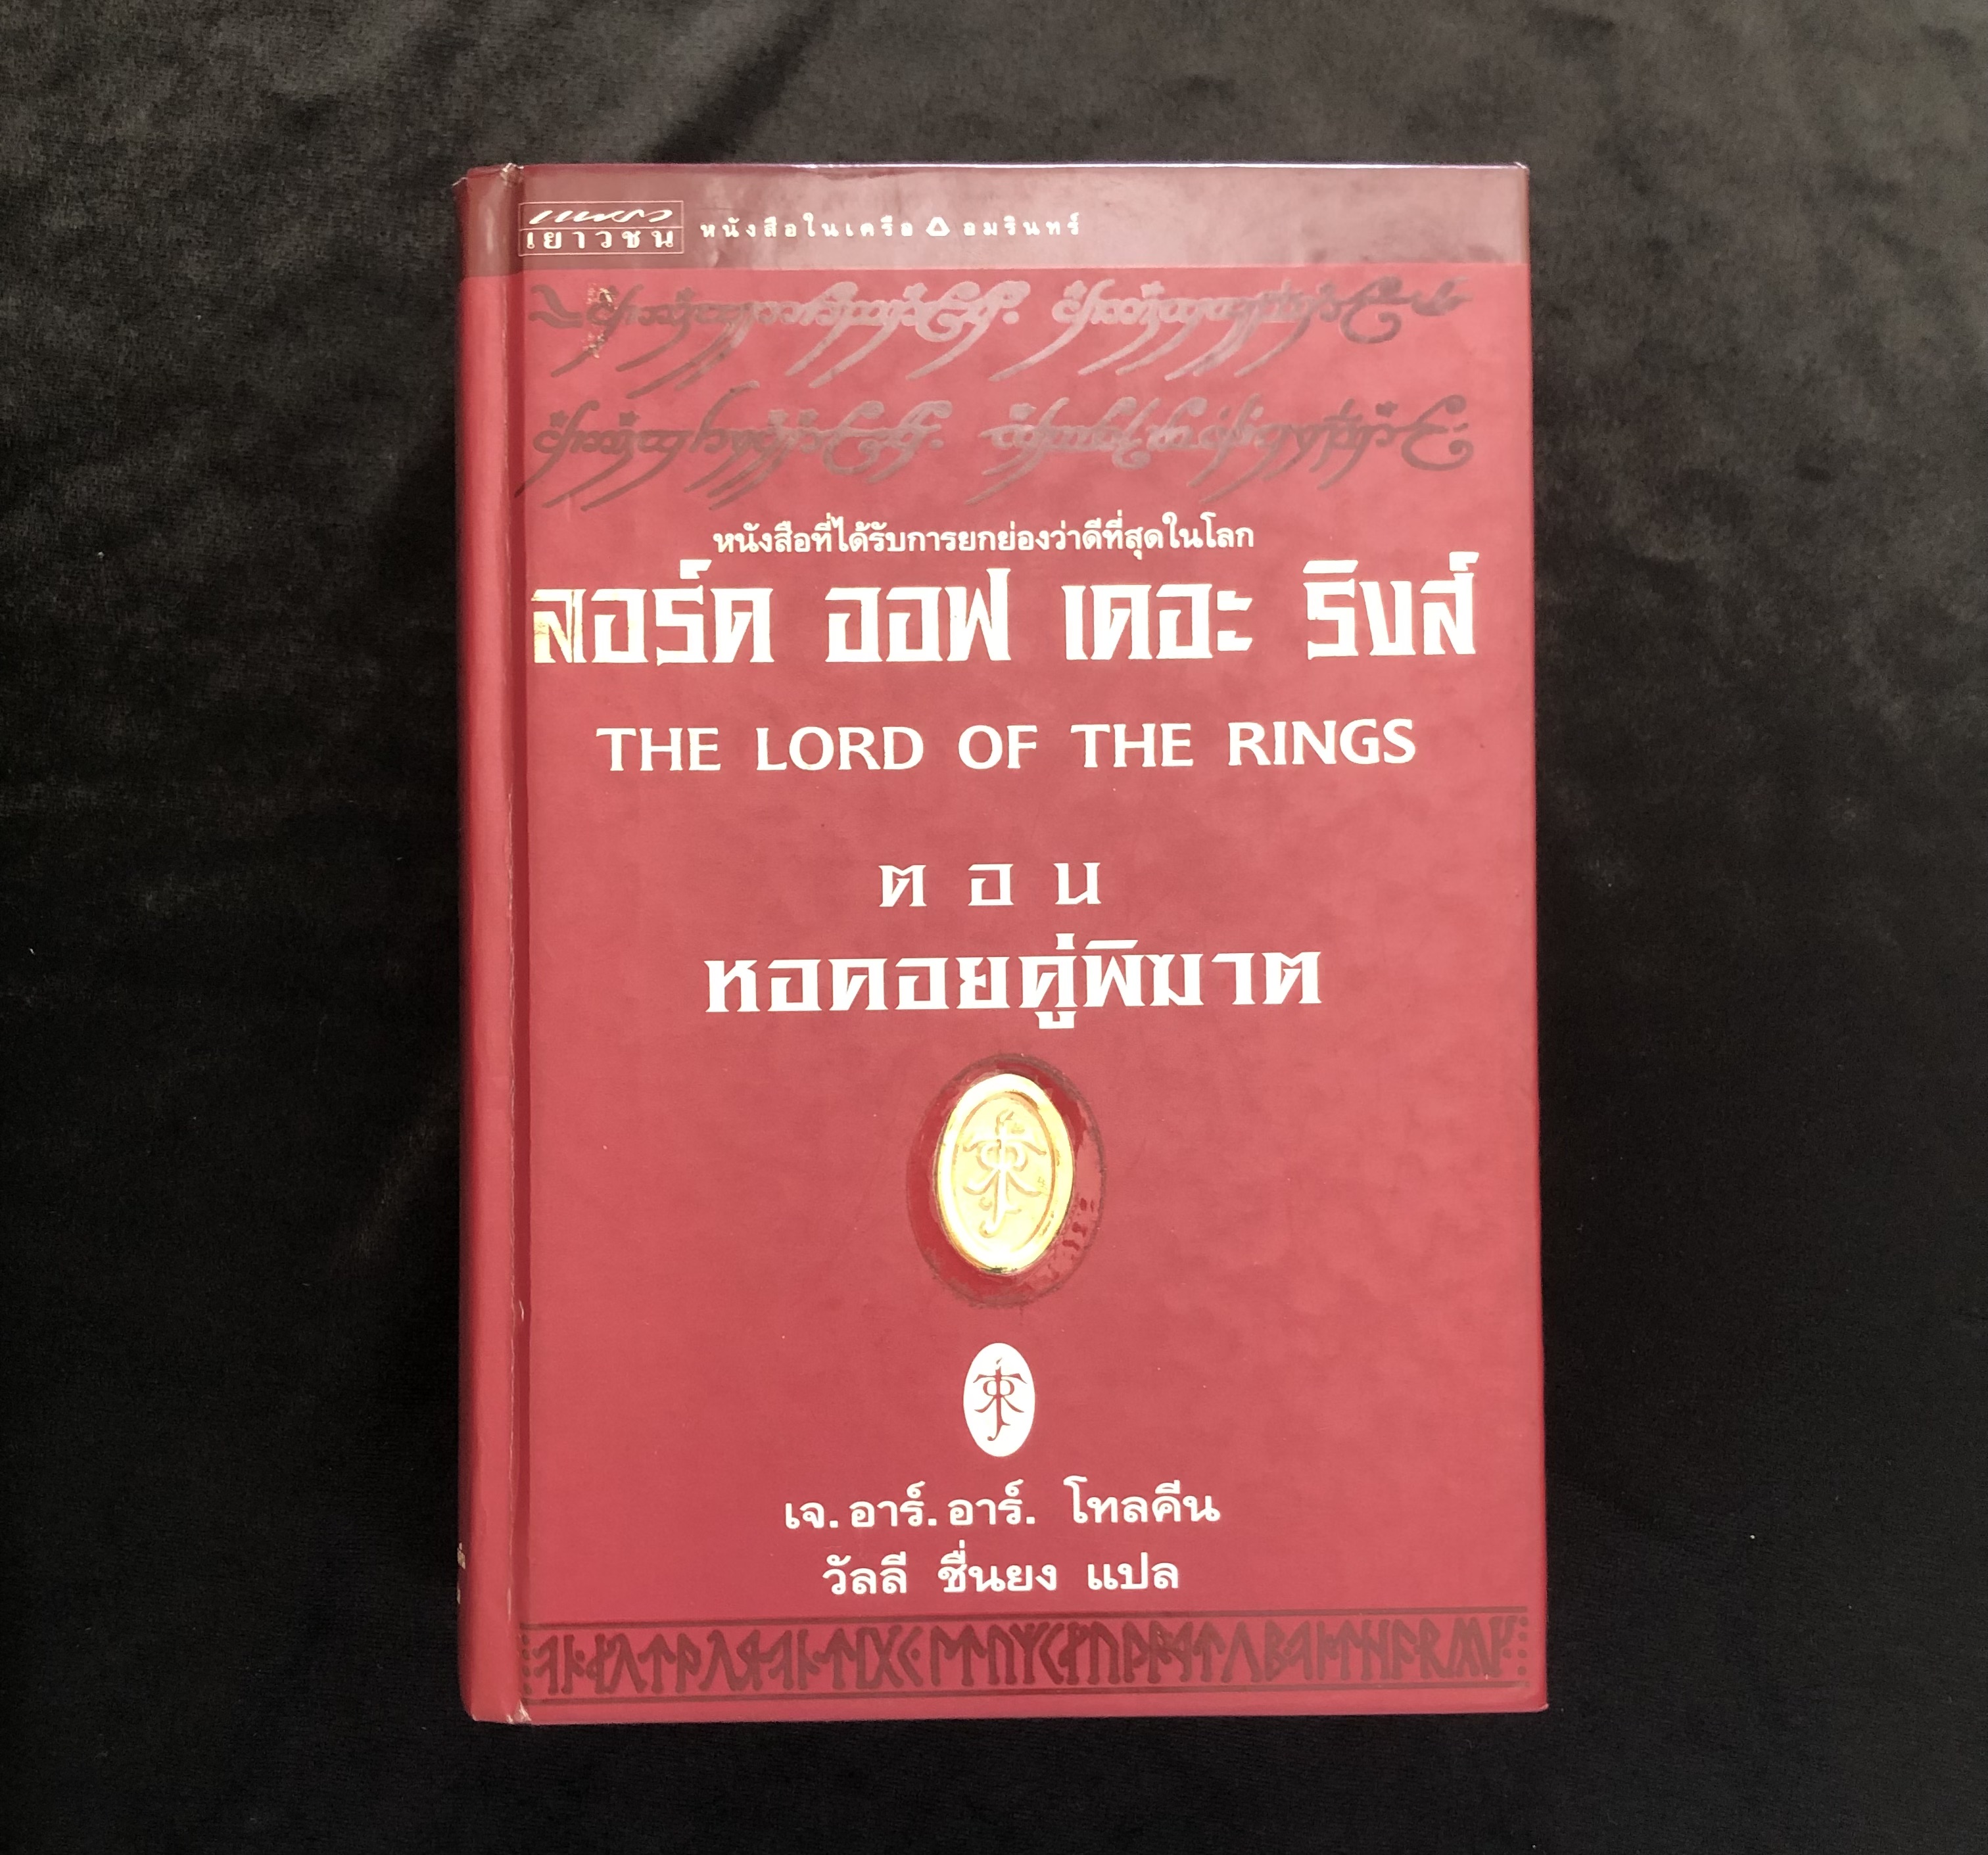 แพรว
เยาวชน หนังสือในเครือ อมรินทร์
หนังสือที่ได้รับการยกย่องว่าดีที่สุดในโลก
ลอร์ด ออฟ เดอะ ริงส์
THE LORD OF THE RINGS
ตอน
หอคอยคู่พิฆาต
เจ.อาร์.อาร์. โทลคีน
วัลลี ชื่นยง แปล